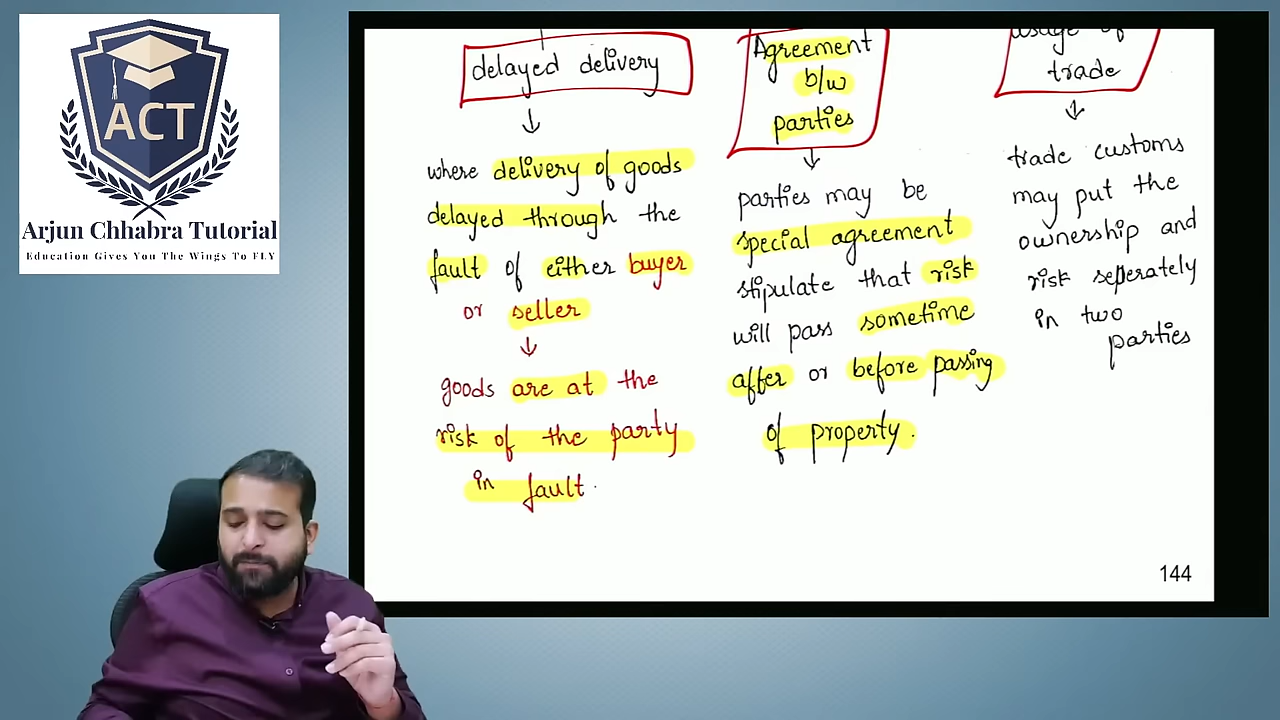 ACT
Arjun Chhabra Tutorial
Education Gives You The Wings To FLY
delayed delivery
where delivery of goods
delayed through the
fault of either buyer
or seller
goods are at the
risk of the party
in fault.
Agreement
b/w
parties
parties may be
special agreement
stipulate that risk
will pass sometime
after or before passing
of property.
usage of
trade
trade customs
may put the
ownership and
risk seperately
in two
parties
144